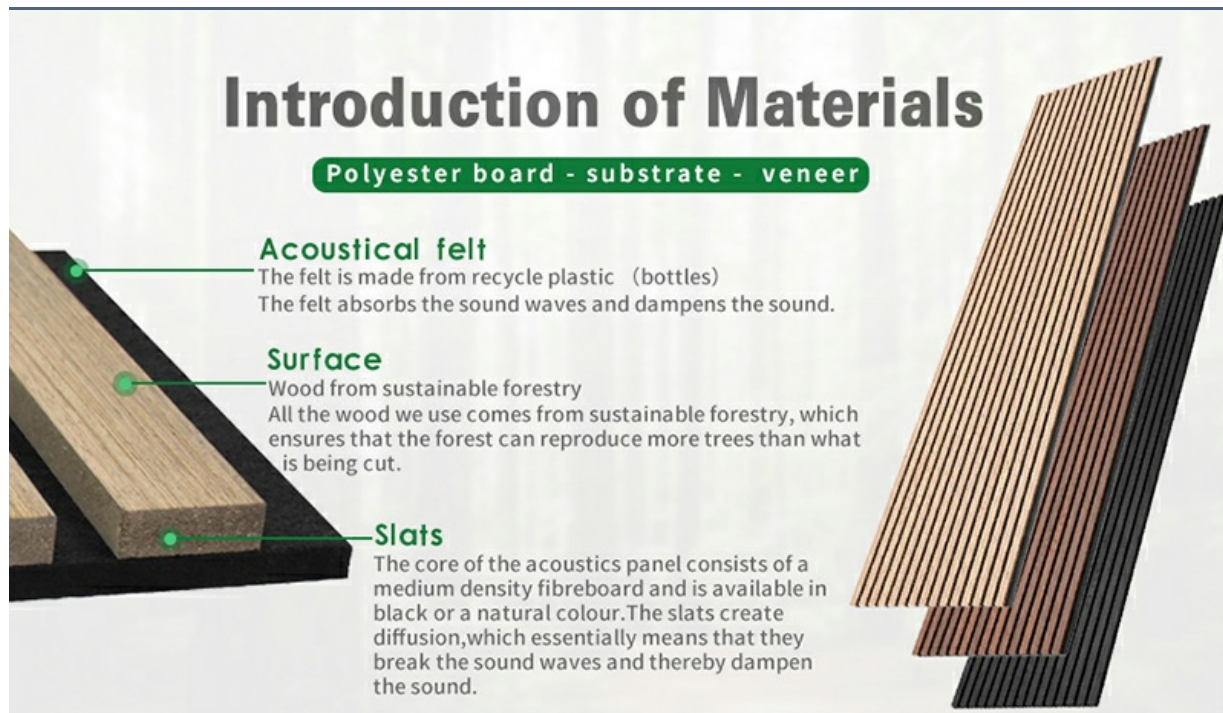 Introduction of Materials
Polyester board - substrate - veneer
Acoustical felt
The felt is made from recycle plastic （bottles）
The felt absorbs the sound waves and dampens the sound.
Surface
Wood from sustainable forestry
All the wood we use comes from sustainable forestry, which
ensures that the forest can reproduce more trees than what
is being cut.
Slats
The core of the acoustics panel consists of a
medium density fibreboard and is available in
black or a natural colour.The slats create
diffusion,which essentially means that they
break the sound waves and thereby dampen
the sound.